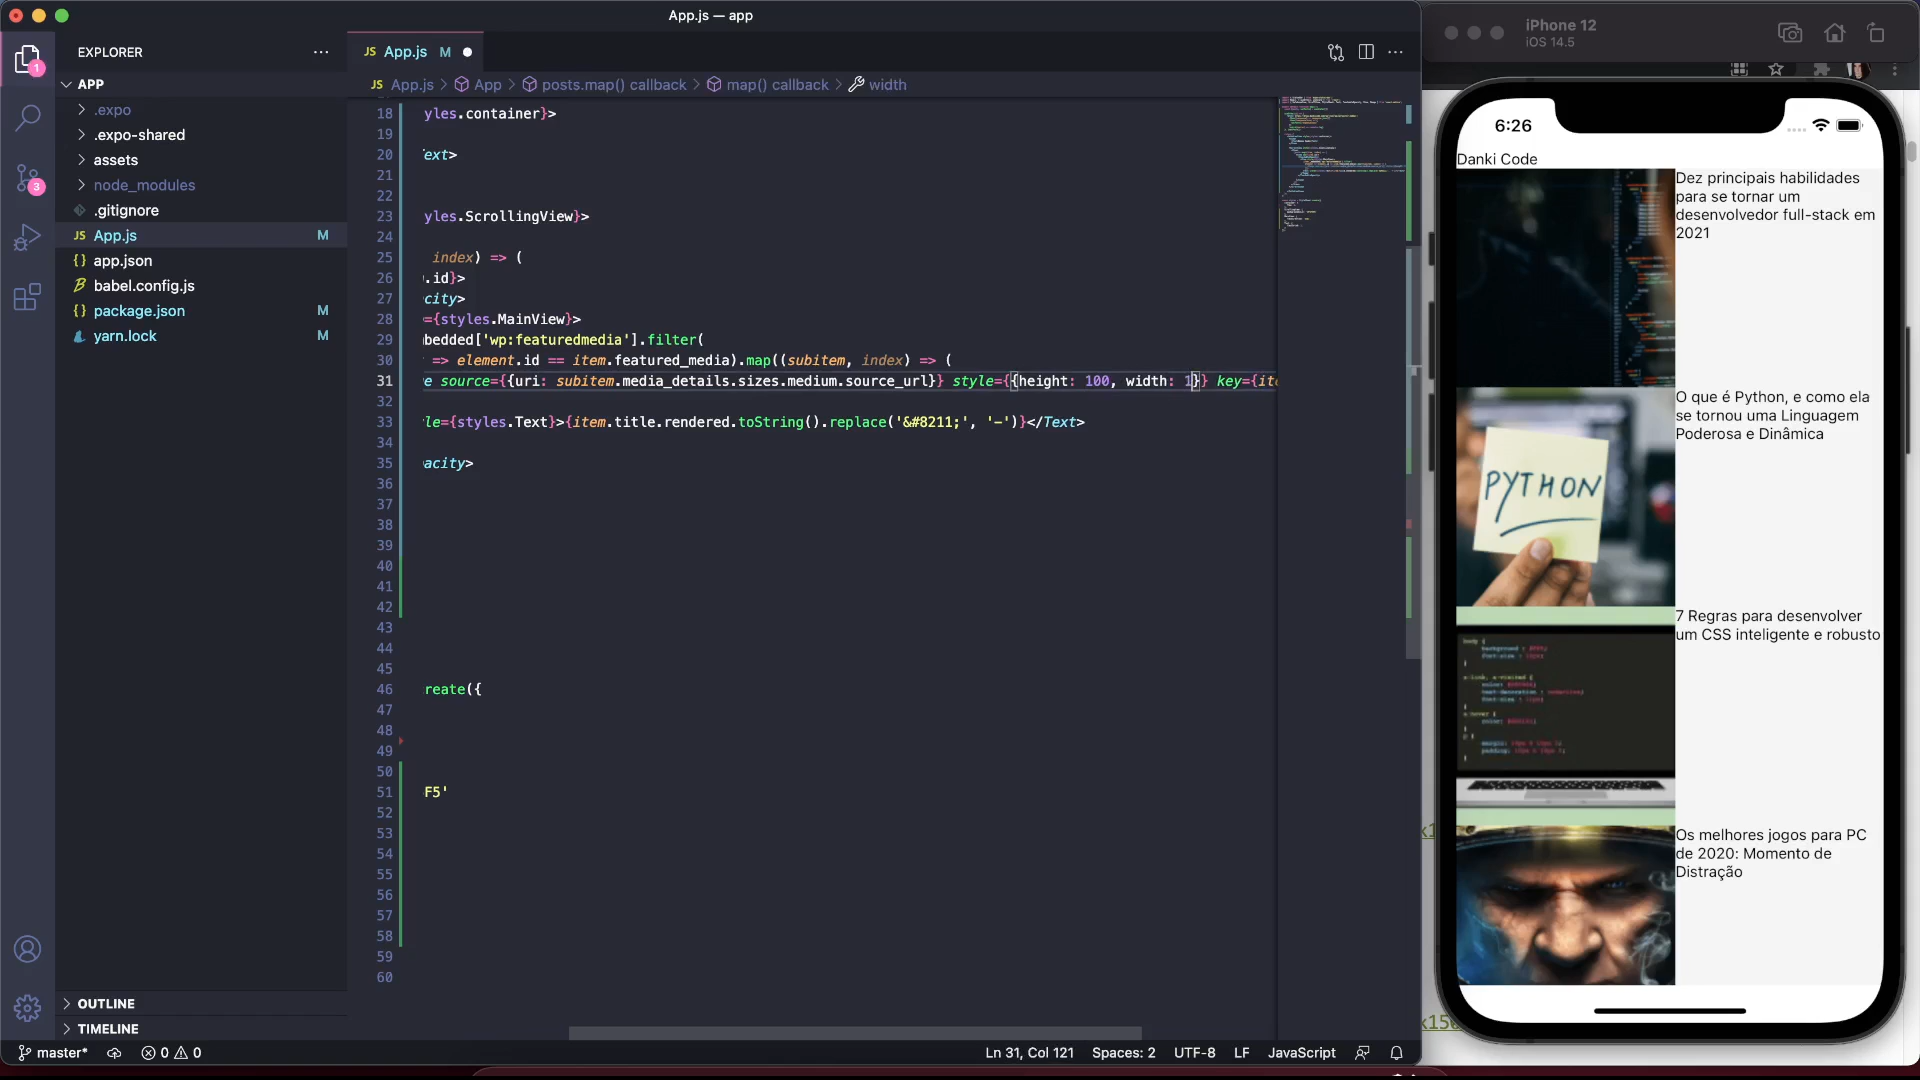 App.js — app
EXPLORER
APP
.expo
.expo-shared
assets
node_modules
.gitignore
JS App.js M
{} app.json
babel.config.js
{} package.json M
yarn.lock M
OUTLINE
TIMELINE
1
3
JS App.js M
JS App.js > App > posts.map() callback > map() callback > width
18 yles.container}>
19
20 ext>
21
22
23 yles.ScrollingView}>
24
25 index) => (
26 .id}>
27 city>
28 ={styles.MainView}>
29 bedded['wp:featuredmedia'].filter(
30 => element.id == item.featured_media).map((subitem, index) => (
31 e source={{uri: subitem.media_details.sizes.medium.source_url}} style={{height: 100, width: 1}} key={ite
32
33 le={styles.Text}>{item.title.rendered.toString().replace('&#8211;', '-')}</Text>
34
35 acity>
36
37
38
39
40
41
42
43
44
45
46 reate({
47
48
49
50
51 F5'
52
53
54
55
56
57
58
59
60
master* 0 0
Ln 31, Col 121 Spaces: 2 UTF-8 LF JavaScript
iPhone 12
iOS 14.5
6:26
Danki Code
Dez principais habilidades
para se tornar um
desenvolvedor full-stack em
2021
O que é Python, e como ela
se tornou uma Linguagem
Poderosa e Dinâmica
PYTHON
7 Regras para desenvolver
um CSS inteligente e robusto
Os melhores jogos para PC
de 2020: Momento de
Distração